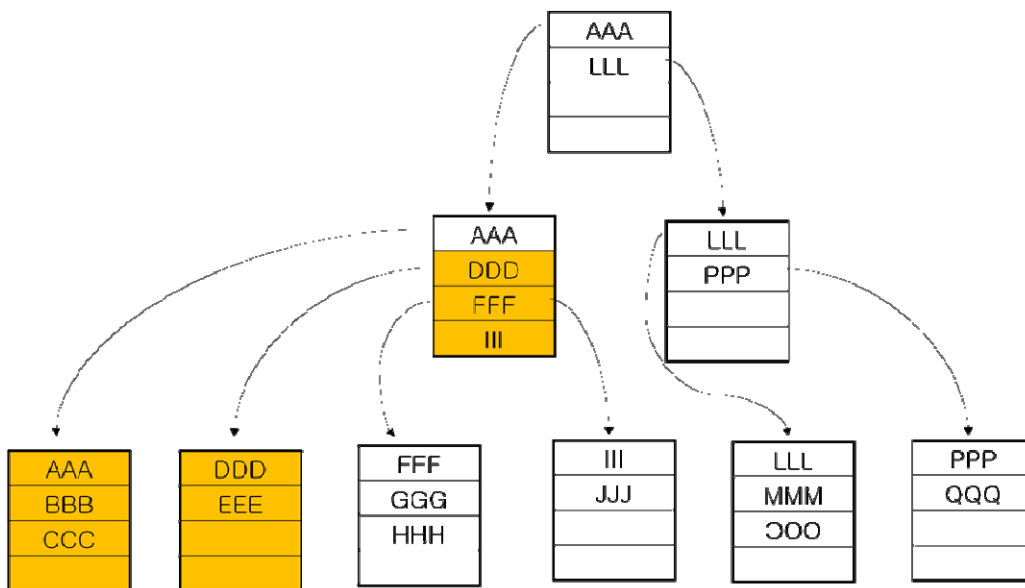 AAA
LLL
AAA
DDD
FFF
III
LLL
PPP
AAA
BBB
CCC
DDD
EEE
FFF
GGG
HHH
III
JJJ
LLL
MMM
OOO
PPP
QQQ